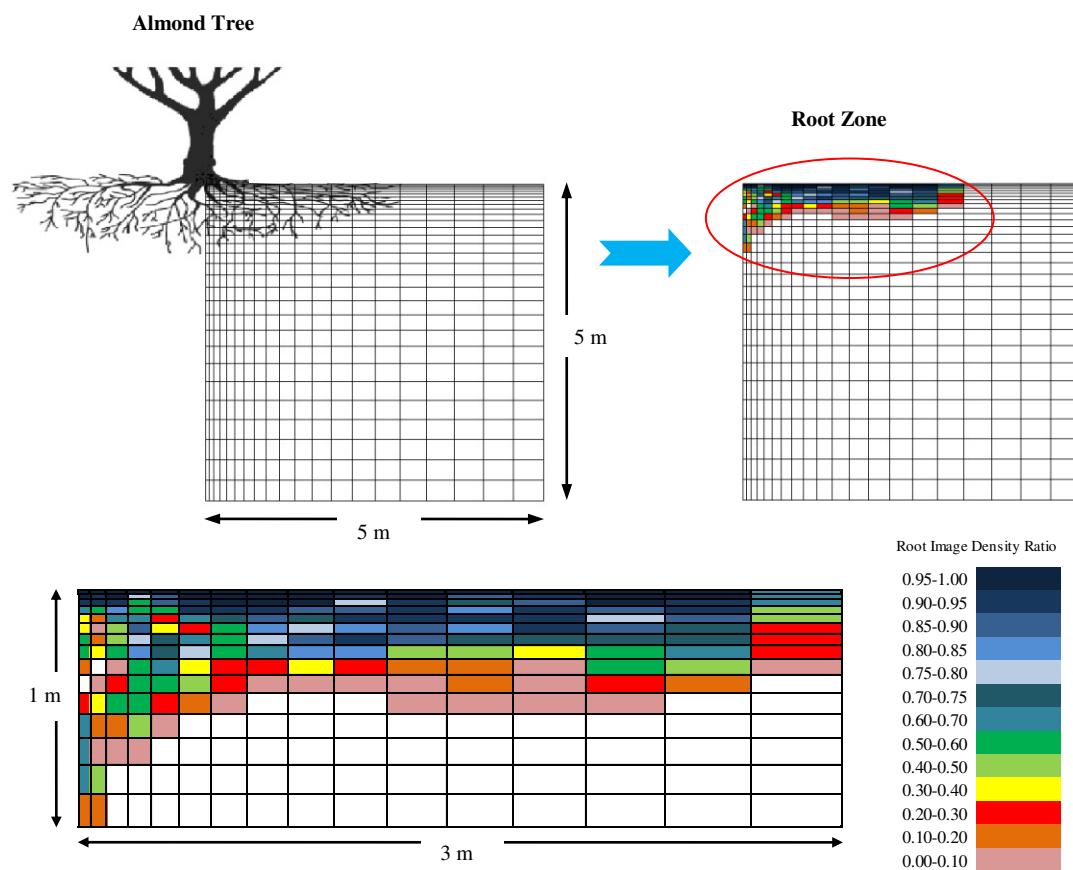 Almond Tree
Root Zone
5 m
5 m
Root Image Density Ratio
0.95-1.00
0.90-0.95
0.85-0.90
0.80-0.85
0.75-0.80
0.70-0.75
0.60-0.70
0.50-0.60
0.40-0.50
0.30-0.40
0.20-0.30
0.10-0.20
0.00-0.10
1 m
3 m